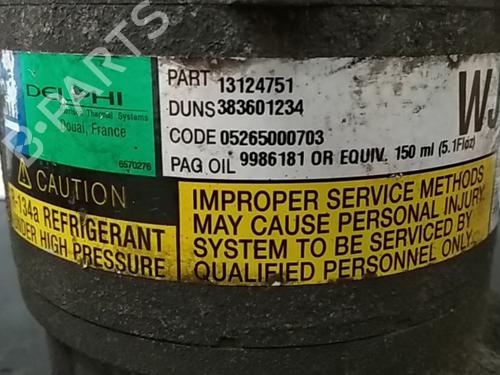 PART 13124751
DELPHI
DUNS 383601234
Thermal Systems
Douai, France
CODE 05265000703
6570276
PAG OIL 9986181 OR EQUIV. 150 ml (5.1Floz)
CAUTION
-134a REFRIGERANT
UNDER HIGH PRESSURE
IMPROPER SERVICE METHODS
MAY CAUSE PERSONAL INJURY.
SYSTEM TO BE SERVICED BY
QUALIFIED PERSONNEL ONLY.
B-PARTS